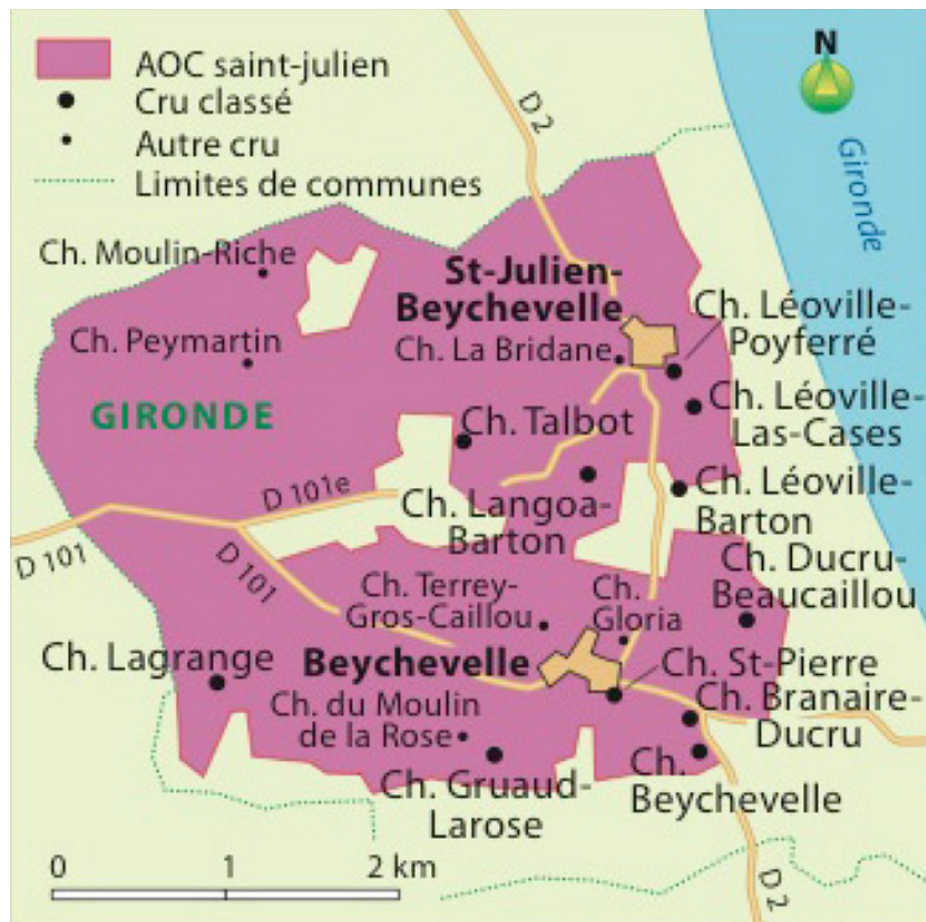 AOC saint-julien
Cru classé
Autre cru
Limites de communes
N
D 2
Gironde
Ch. Moulin-Riche
St-Julien-
Beychevelle
Ch. Léoville-
Poyferré
Ch. Peymartin
Ch. La Bridane
GIRONDE
Ch. Talbot
Ch. Léoville-
Las-Cases
D 101e
Ch. Langoa-
Barton
Ch. Léoville-
Barton
D 101
D 101
Ch. Terrey-
Gros-Caillou
Ch.
Gloria
Ch. Ducru-
Beaucaillou
Ch. Lagrange
Beychevelle
Ch. St-Pierre
Ch. du Moulin
de la Rose
Ch. Branaire-
Ducru
Ch. Gruaud-
Larose
Ch.
Beychevelle
0 1 2 km
D 2